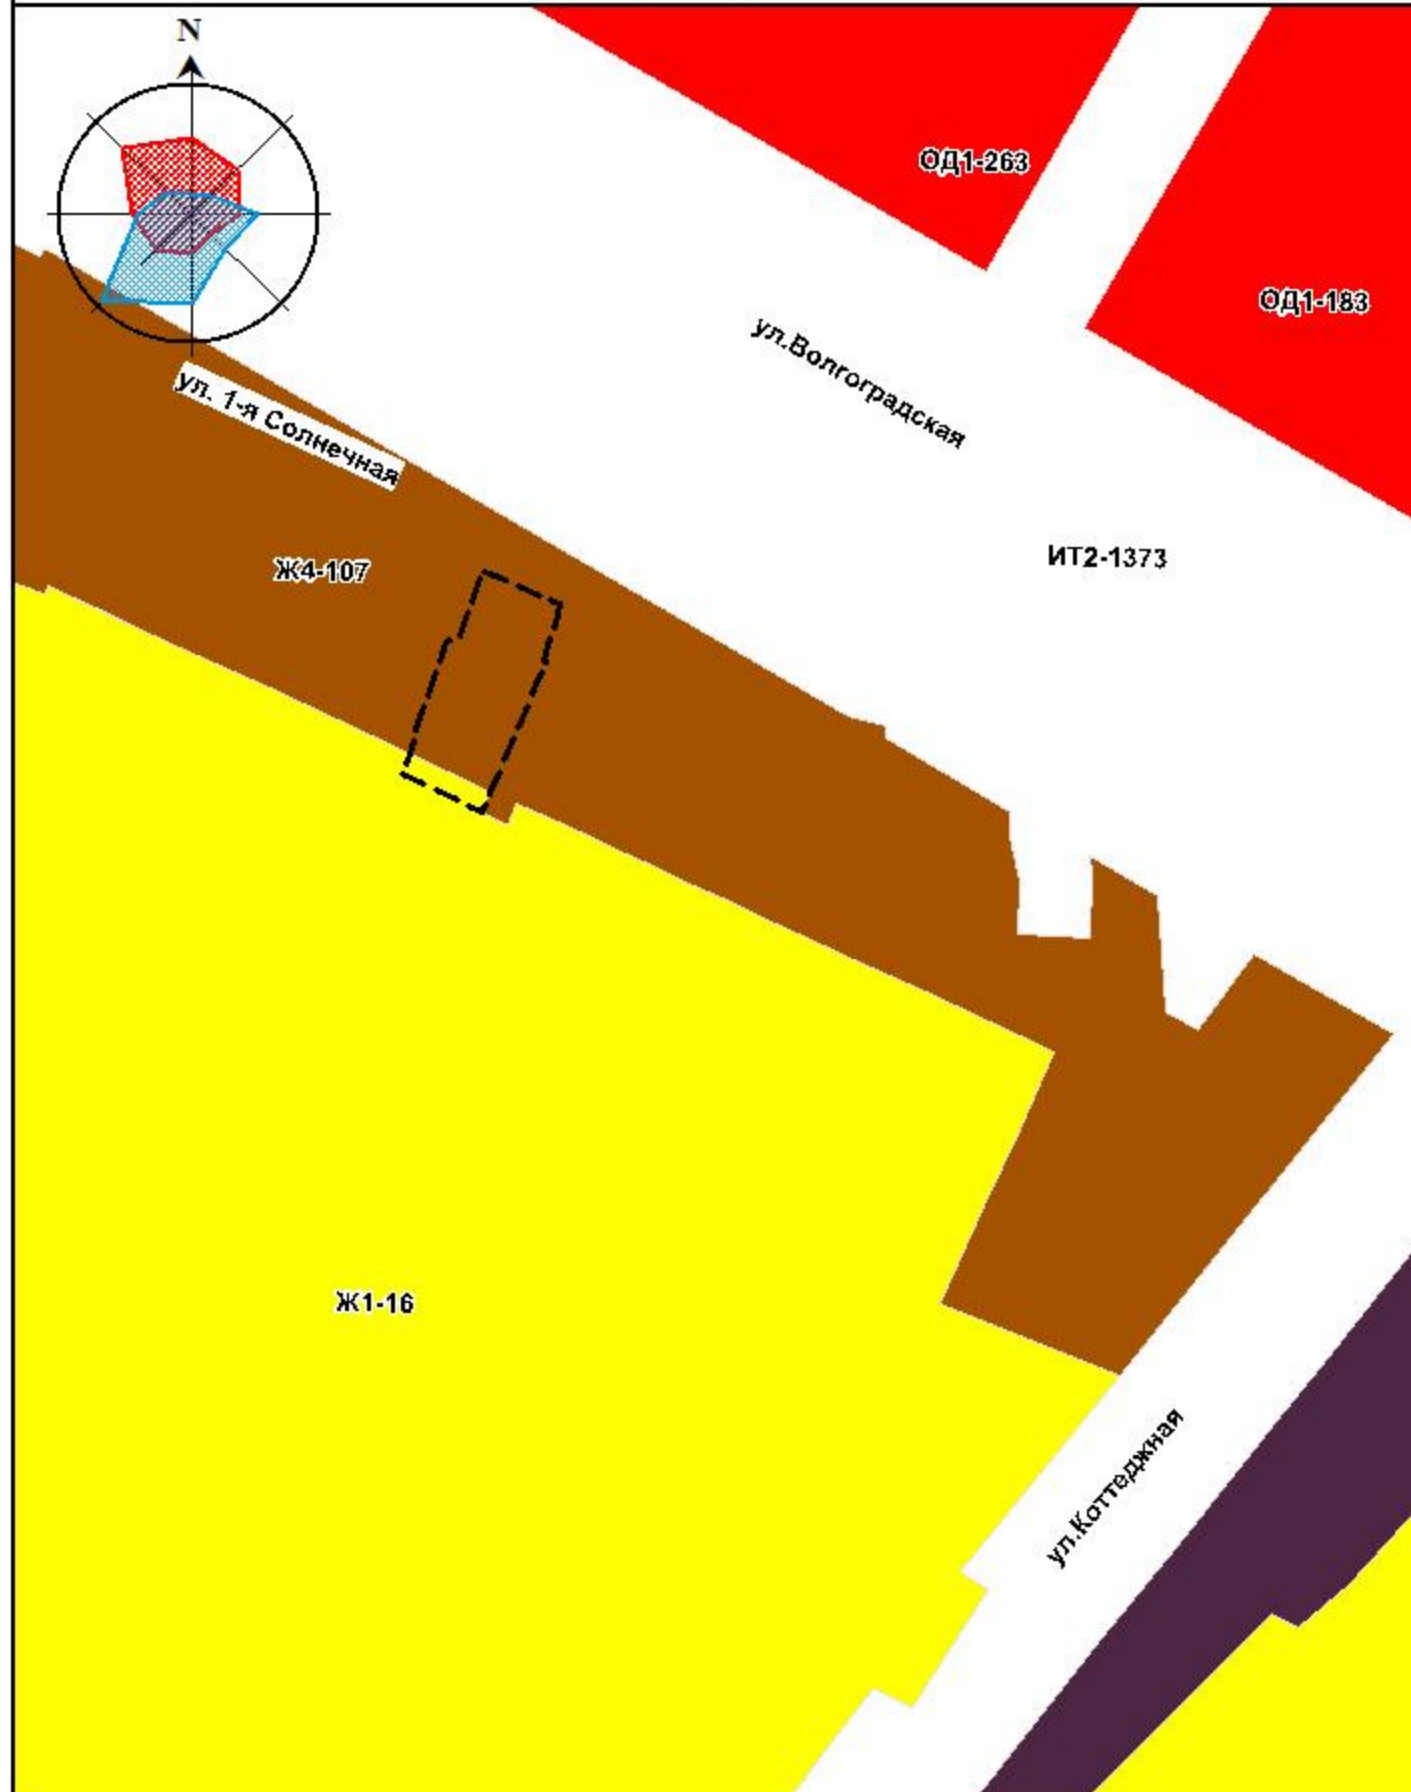 N
ОД1-263
ОД1-183
ул.Волгоградская
ул. 1-я Солнечная
ИТ2-1373
Ж4-107
Ж1-16
ул.Коттеджная